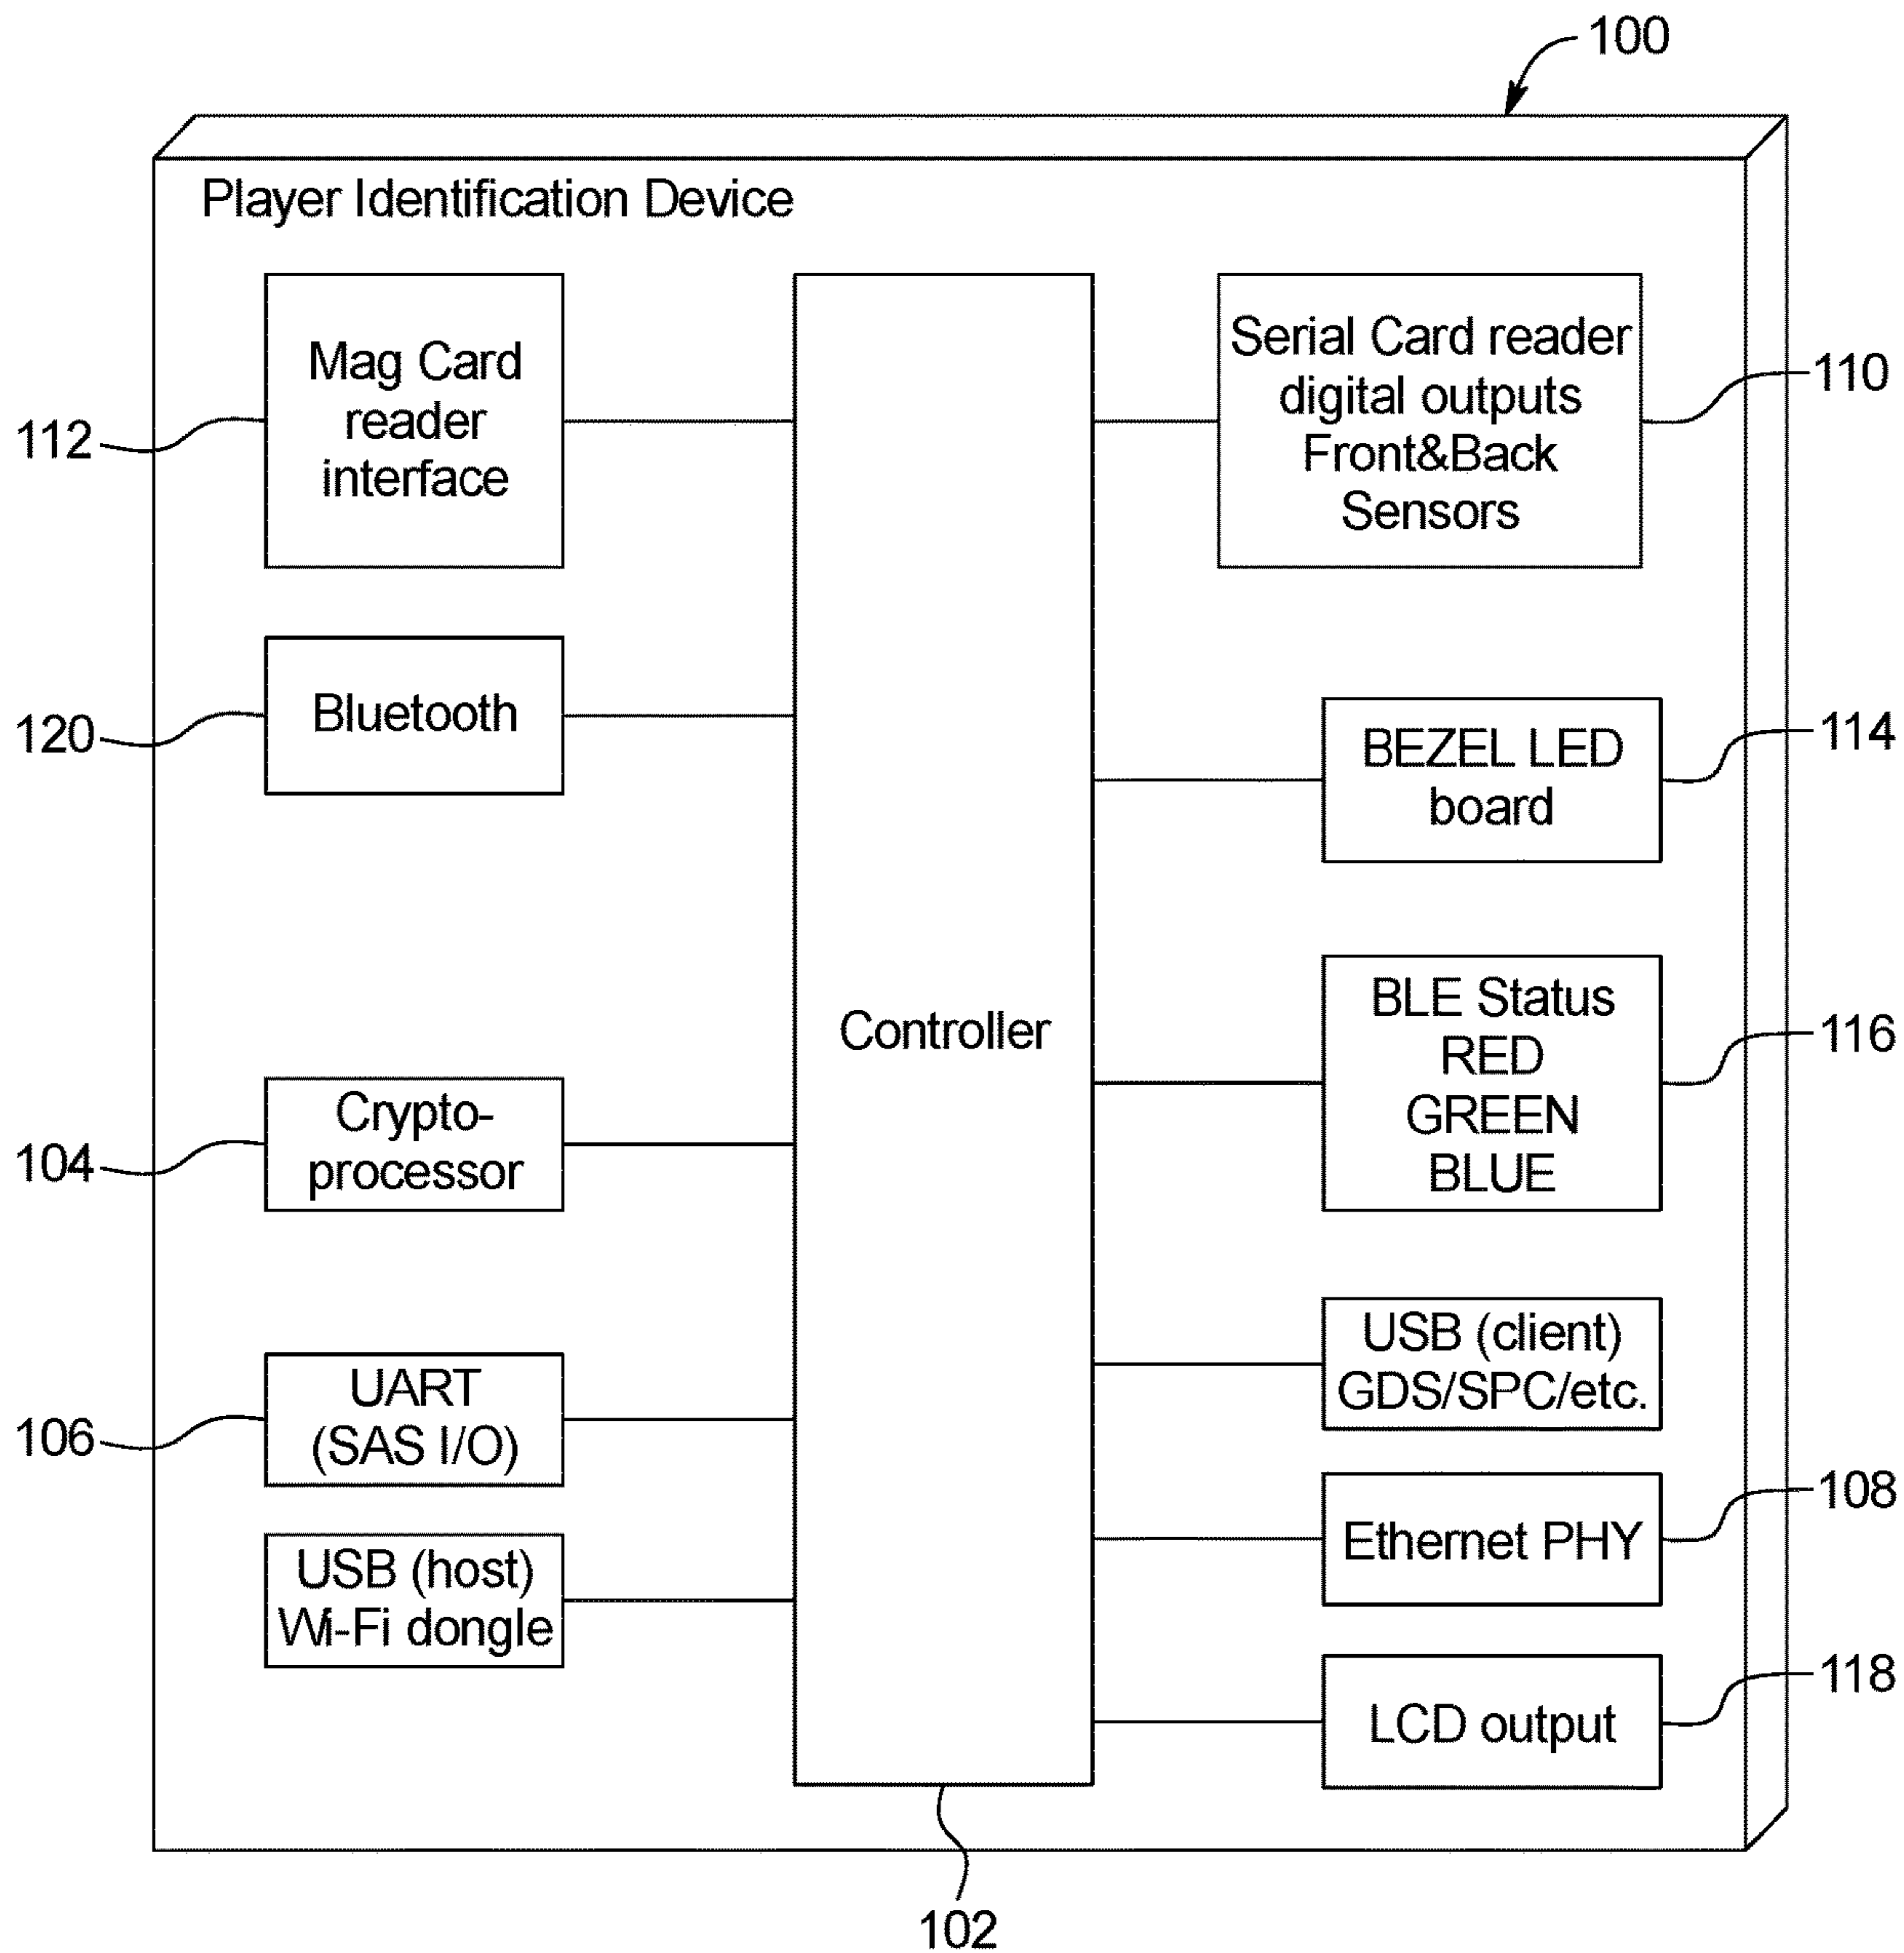 100
Player Identification Device
Mag Card
reader
interface
112
Serial Card reader
digital outputs
Front&Back
Sensors
110
Bluetooth
120
BEZEL LED
board
114
Controller
BLE Status
RED
GREEN
BLUE
116
Crypto-
processor
104
USB (client)
GDS/SPC/etc.
UART
(SAS I/O)
106
Ethernet PHY
108
USB (host)
Wi-Fi dongle
LCD output
118
102